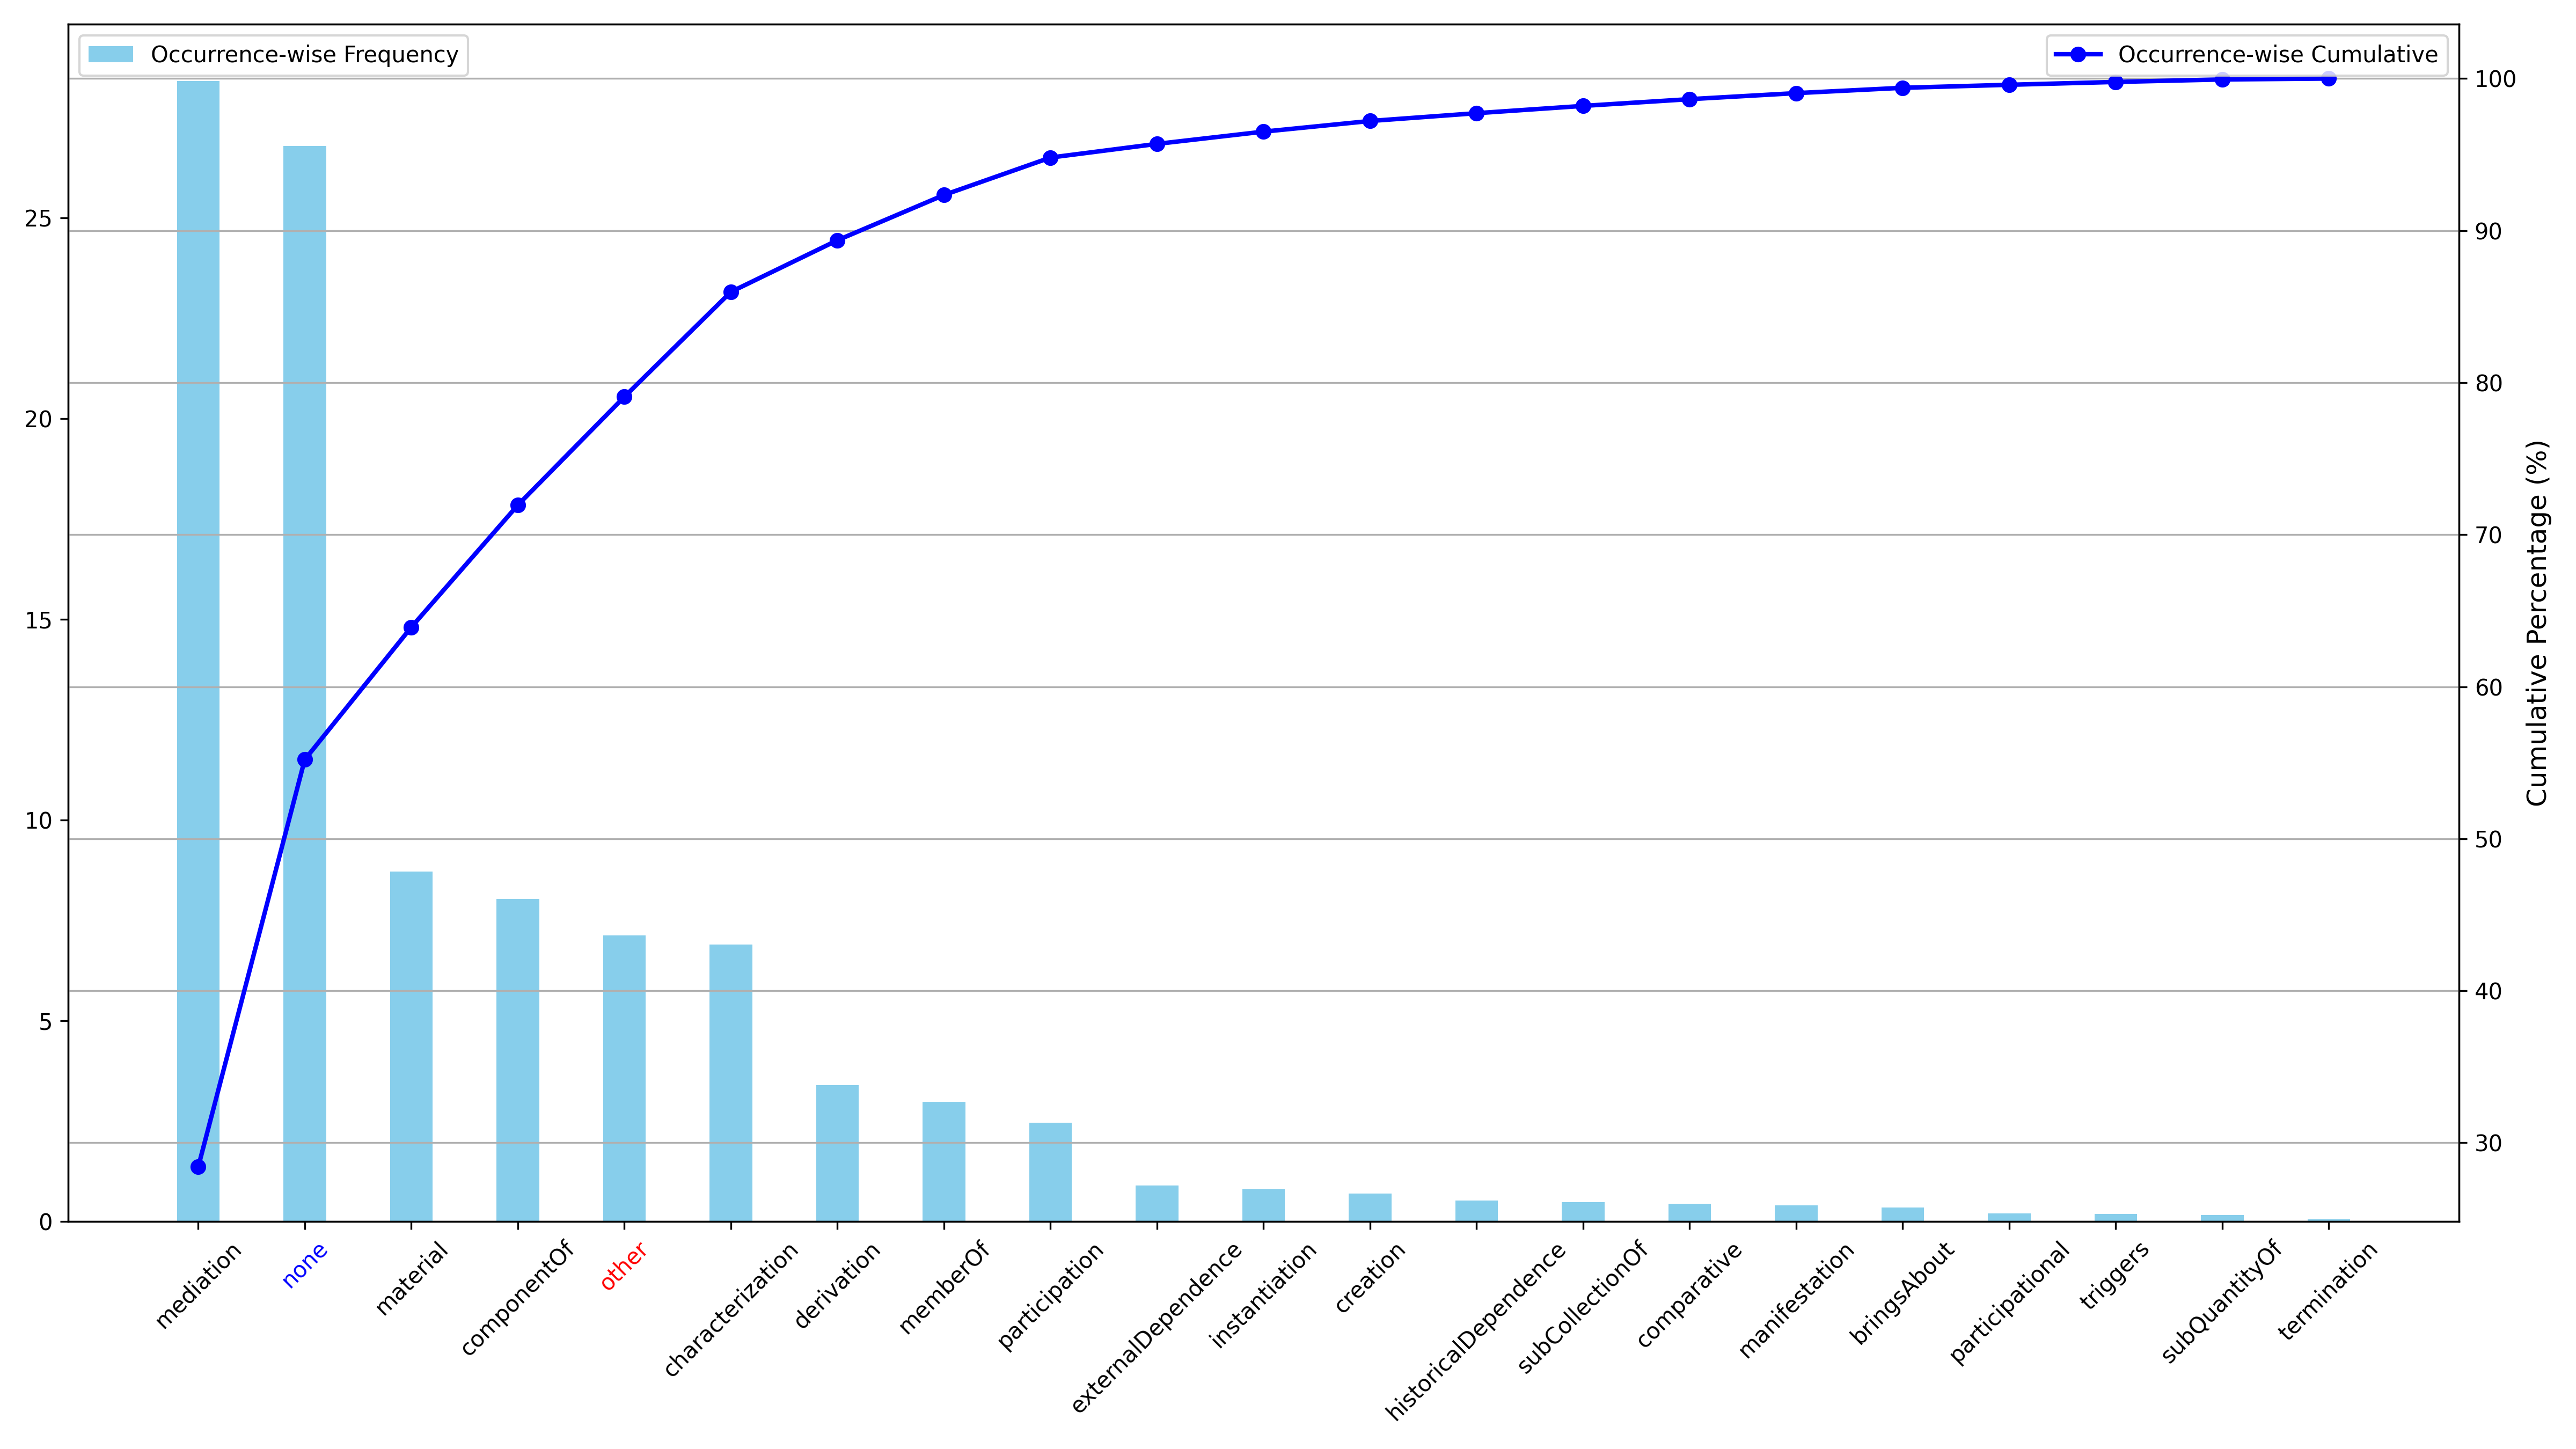 Occurrence-wise Frequency
Occurrence-wise Cumulative
25
20
15
10
5
0
100
90
80
70
60
50
40
30
Cumulative Percentage (%)
mediation
none
material
componentOf
other
characterization
derivation
memberOf
participation
externalDependence
instantiation
creation
historicalDependence
subCollectionOf
comparative
manifestation
bringsAbout
participational
triggers
subQuantityOf
termination